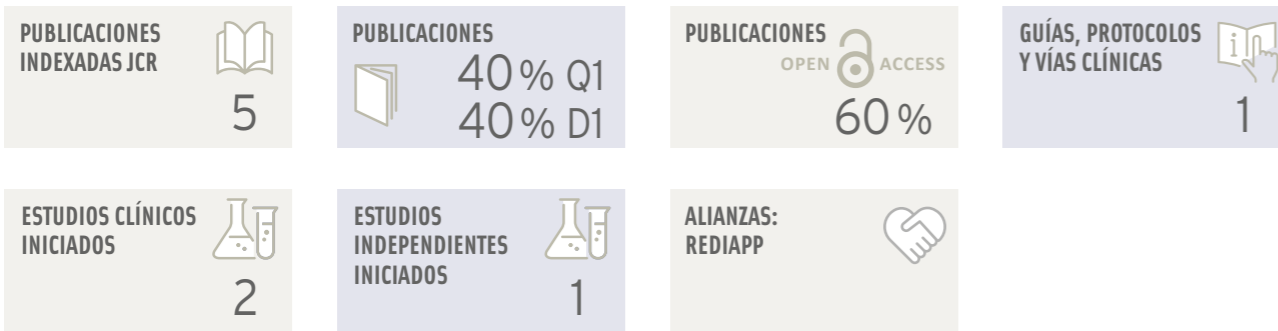 PUBLICACIONES
INDEXADAS JCR
5
PUBLICACIONES
40% Q1
40% D1
PUBLICACIONES
OPEN ACCESS
60%
GUÍAS, PROTOCOLOS
Y VÍAS CLÍNICAS
i
1
ESTUDIOS CLÍNICOS
INICIADOS
2
ESTUDIOS
INDEPENDIENTES
INICIADOS
1
ALIANZAS:
REDIAPP